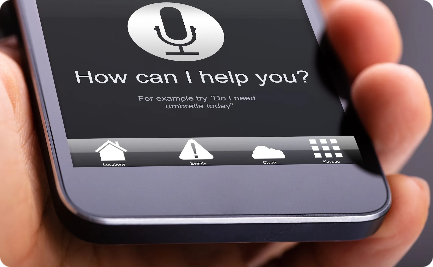 How can I help you?
For example try "Do I need
umbrella today"